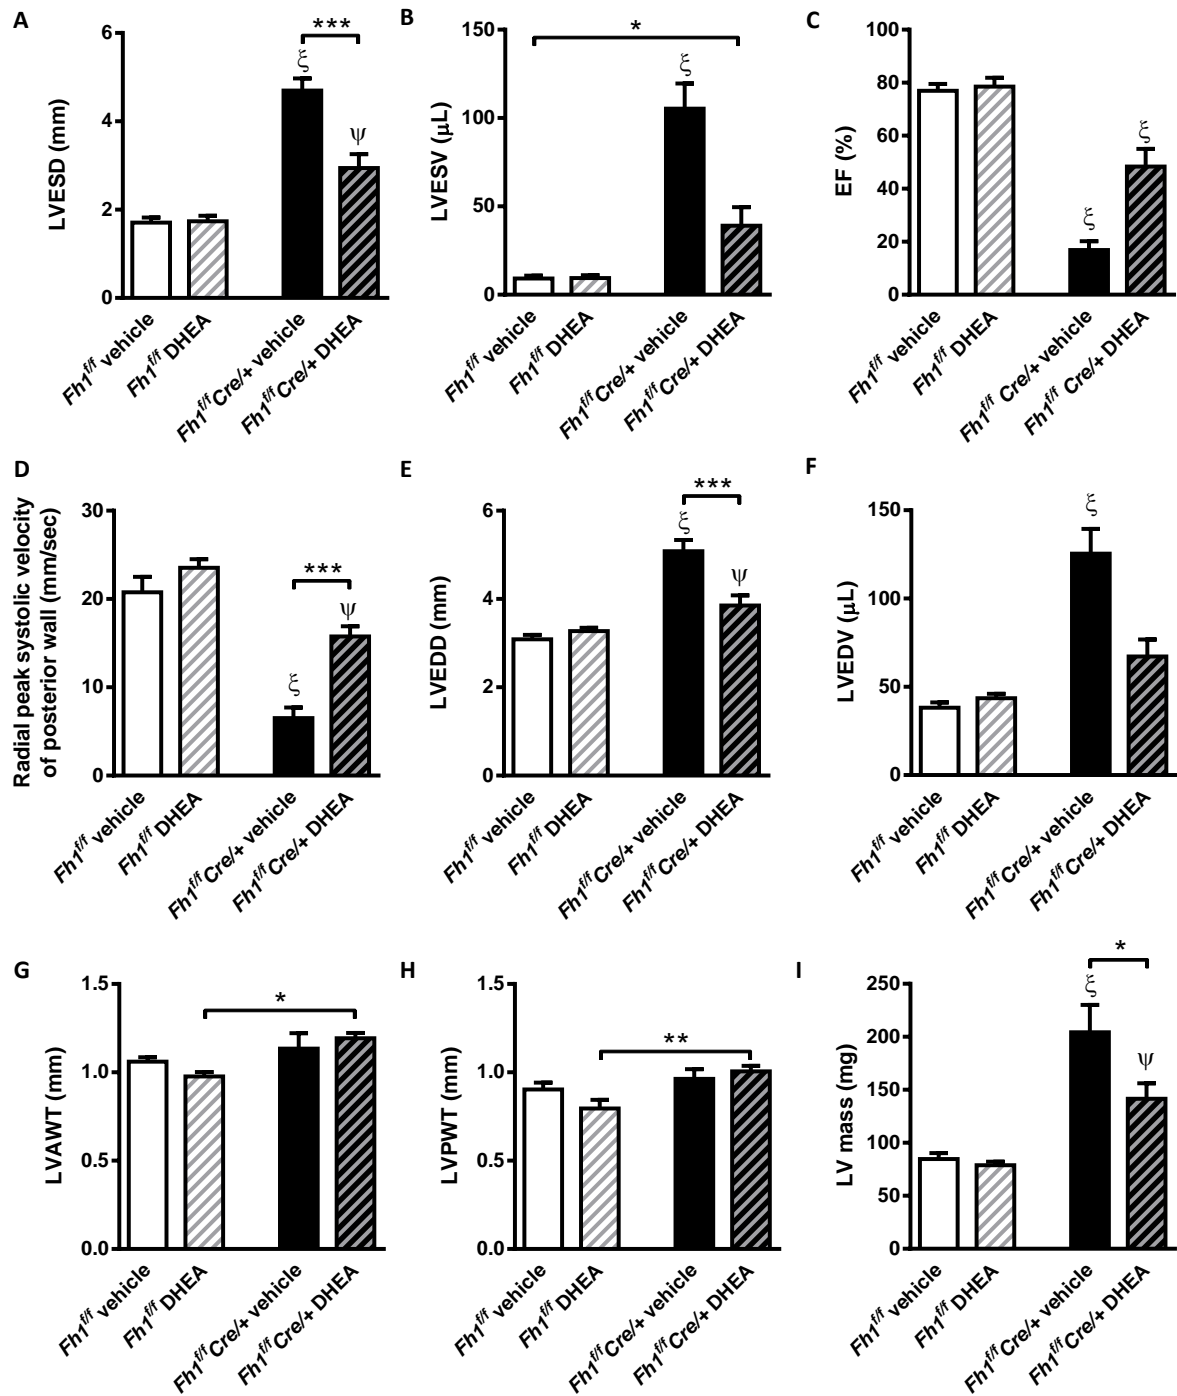 A
LVESD (mm)
6
4
2
0
***
ξ
ψ
Fh1f/f vehicle
Fh1f/f DHEA
Fh1f/f Cre/+ vehicle
Fh1f/f Cre/+ DHEA
B
LVESV (μL)
150
100
50
0
*
ξ
Fh1f/f vehicle
Fh1f/f DHEA
Fh1f/f Cre/+ vehicle
Fh1f/f Cre/+ DHEA
C
EF (%)
100
80
60
40
20
0
ξ
ξ
Fh1f/f vehicle
Fh1f/f DHEA
Fh1f/f Cre/+ vehicle
Fh1f/f Cre/+ DHEA
D
Radial peak systolic velocity
of posterior wall (mm/sec)
30
20
10
0
***
ξ
ψ
Fh1f/f vehicle
Fh1f/f DHEA
Fh1f/f Cre/+ vehicle
Fh1f/f Cre/+ DHEA
E
LVEDD (mm)
6
4
2
0
***
ξ
ψ
Fh1f/f vehicle
Fh1f/f DHEA
Fh1f/f Cre/+ vehicle
Fh1f/f Cre/+ DHEA
F
LVEDV (μL)
150
100
50
0
ξ
Fh1f/f vehicle
Fh1f/f DHEA
Fh1f/f Cre/+ vehicle
Fh1f/f Cre/+ DHEA
G
LVAWT (mm)
1.5
1.0
0.5
0.0
*
Fh1f/f vehicle
Fh1f/f DHEA
Fh1f/f Cre/+ vehicle
Fh1f/f Cre/+ DHEA
H
LVPWT (mm)
1.5
1.0
0.5
0.0
**
Fh1f/f vehicle
Fh1f/f DHEA
Fh1f/f Cre/+ vehicle
Fh1f/f Cre/+ DHEA
I
LV mass (mg)
250
200
150
100
50
0
*
ξ
ψ
Fh1f/f vehicle
Fh1f/f DHEA
Fh1f/f Cre/+ vehicle
Fh1f/f Cre/+ DHEA